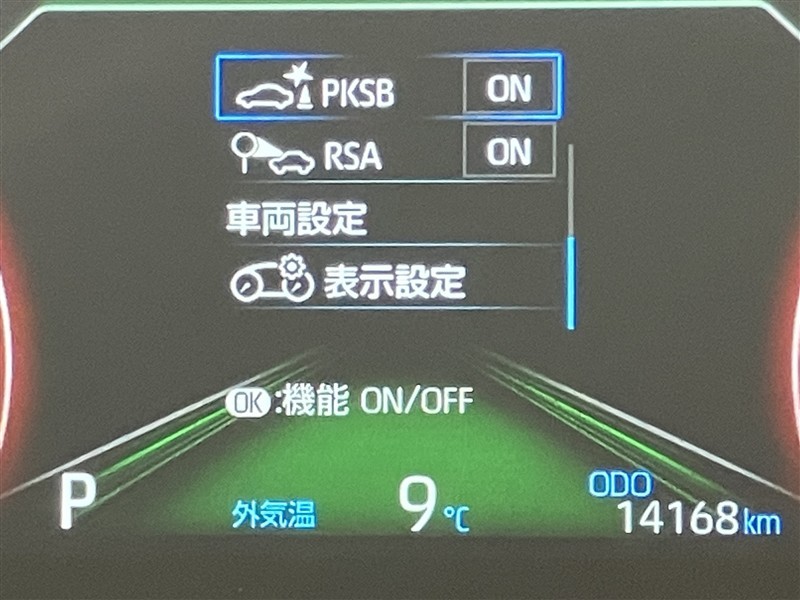 PKSB ON
RSA ON
車両設定
表示設定
OK:機能 ON/OFF
P 外気温 9℃ ODO 14168km